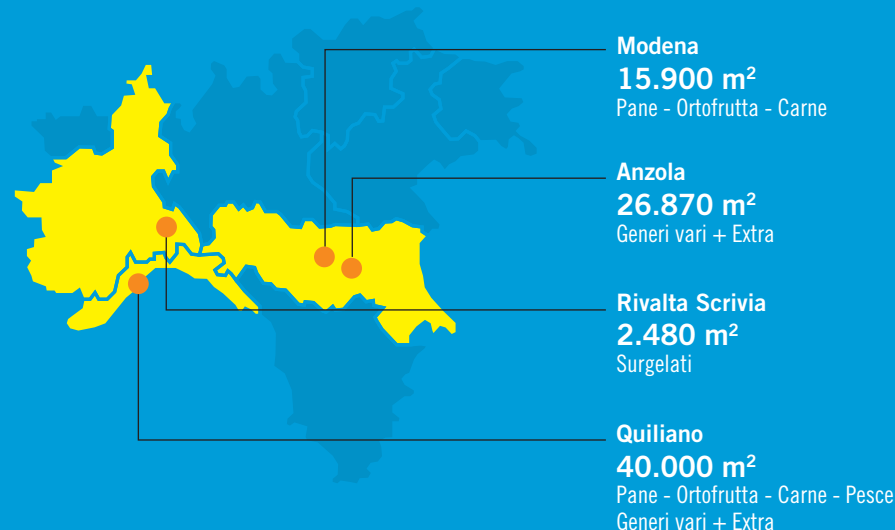 Modena
15.900 m²
Pane - Ortofrutta - Carne
Anzola
26.870 m²
Generi vari + Extra
Rivalta Scrivia
2.480 m²
Surgelati
Quiliano
40.000 m²
Pane - Ortofrutta - Carne - Pesce
Generi vari + Extra